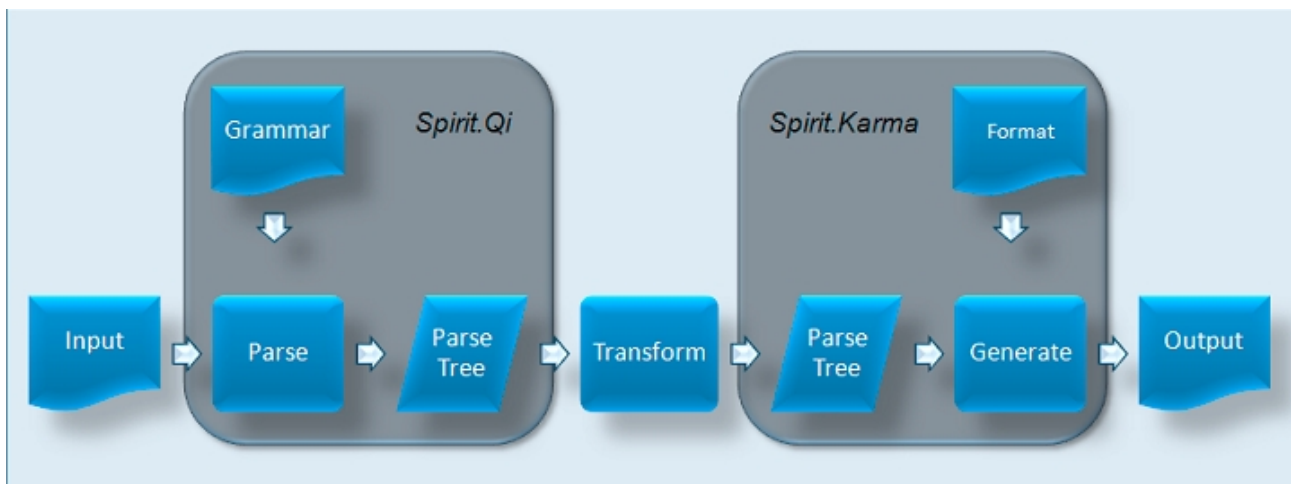 Grammar
Spirit.Qi
Spirit.Karma
Format
Input
Parse
Parse
Tree
Transform
Parse
Tree
Generate
Output